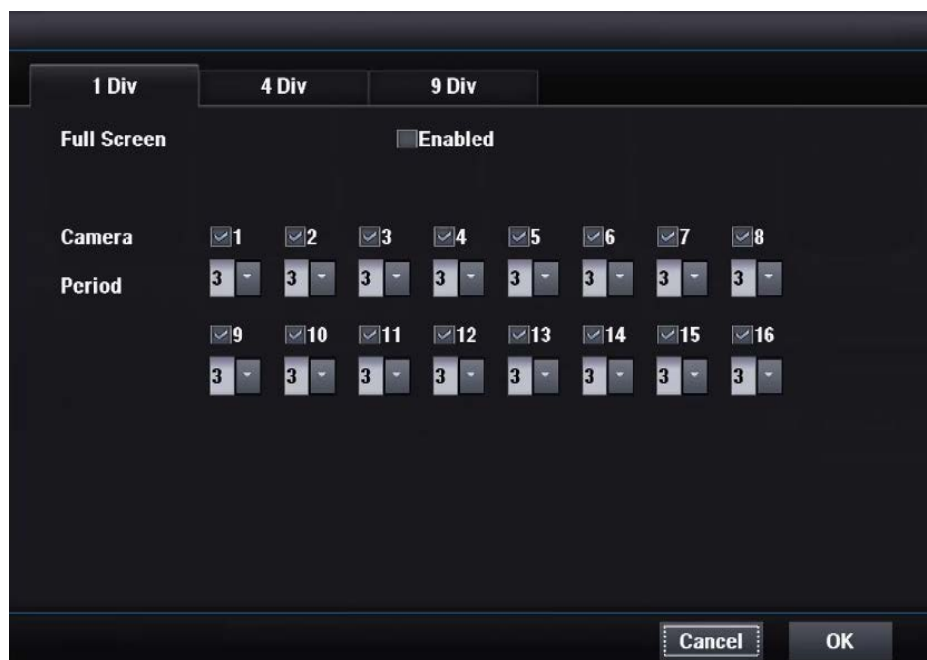 1 Div 4 Div 9 Div
Full Screen Enabled
Camera 1 2 3 4 5 6 7 8
Period 3 3 3 3 3 3 3 3
9 10 11 12 13 14 15 16
3 3 3 3 3 3 3 3
Cancel OK